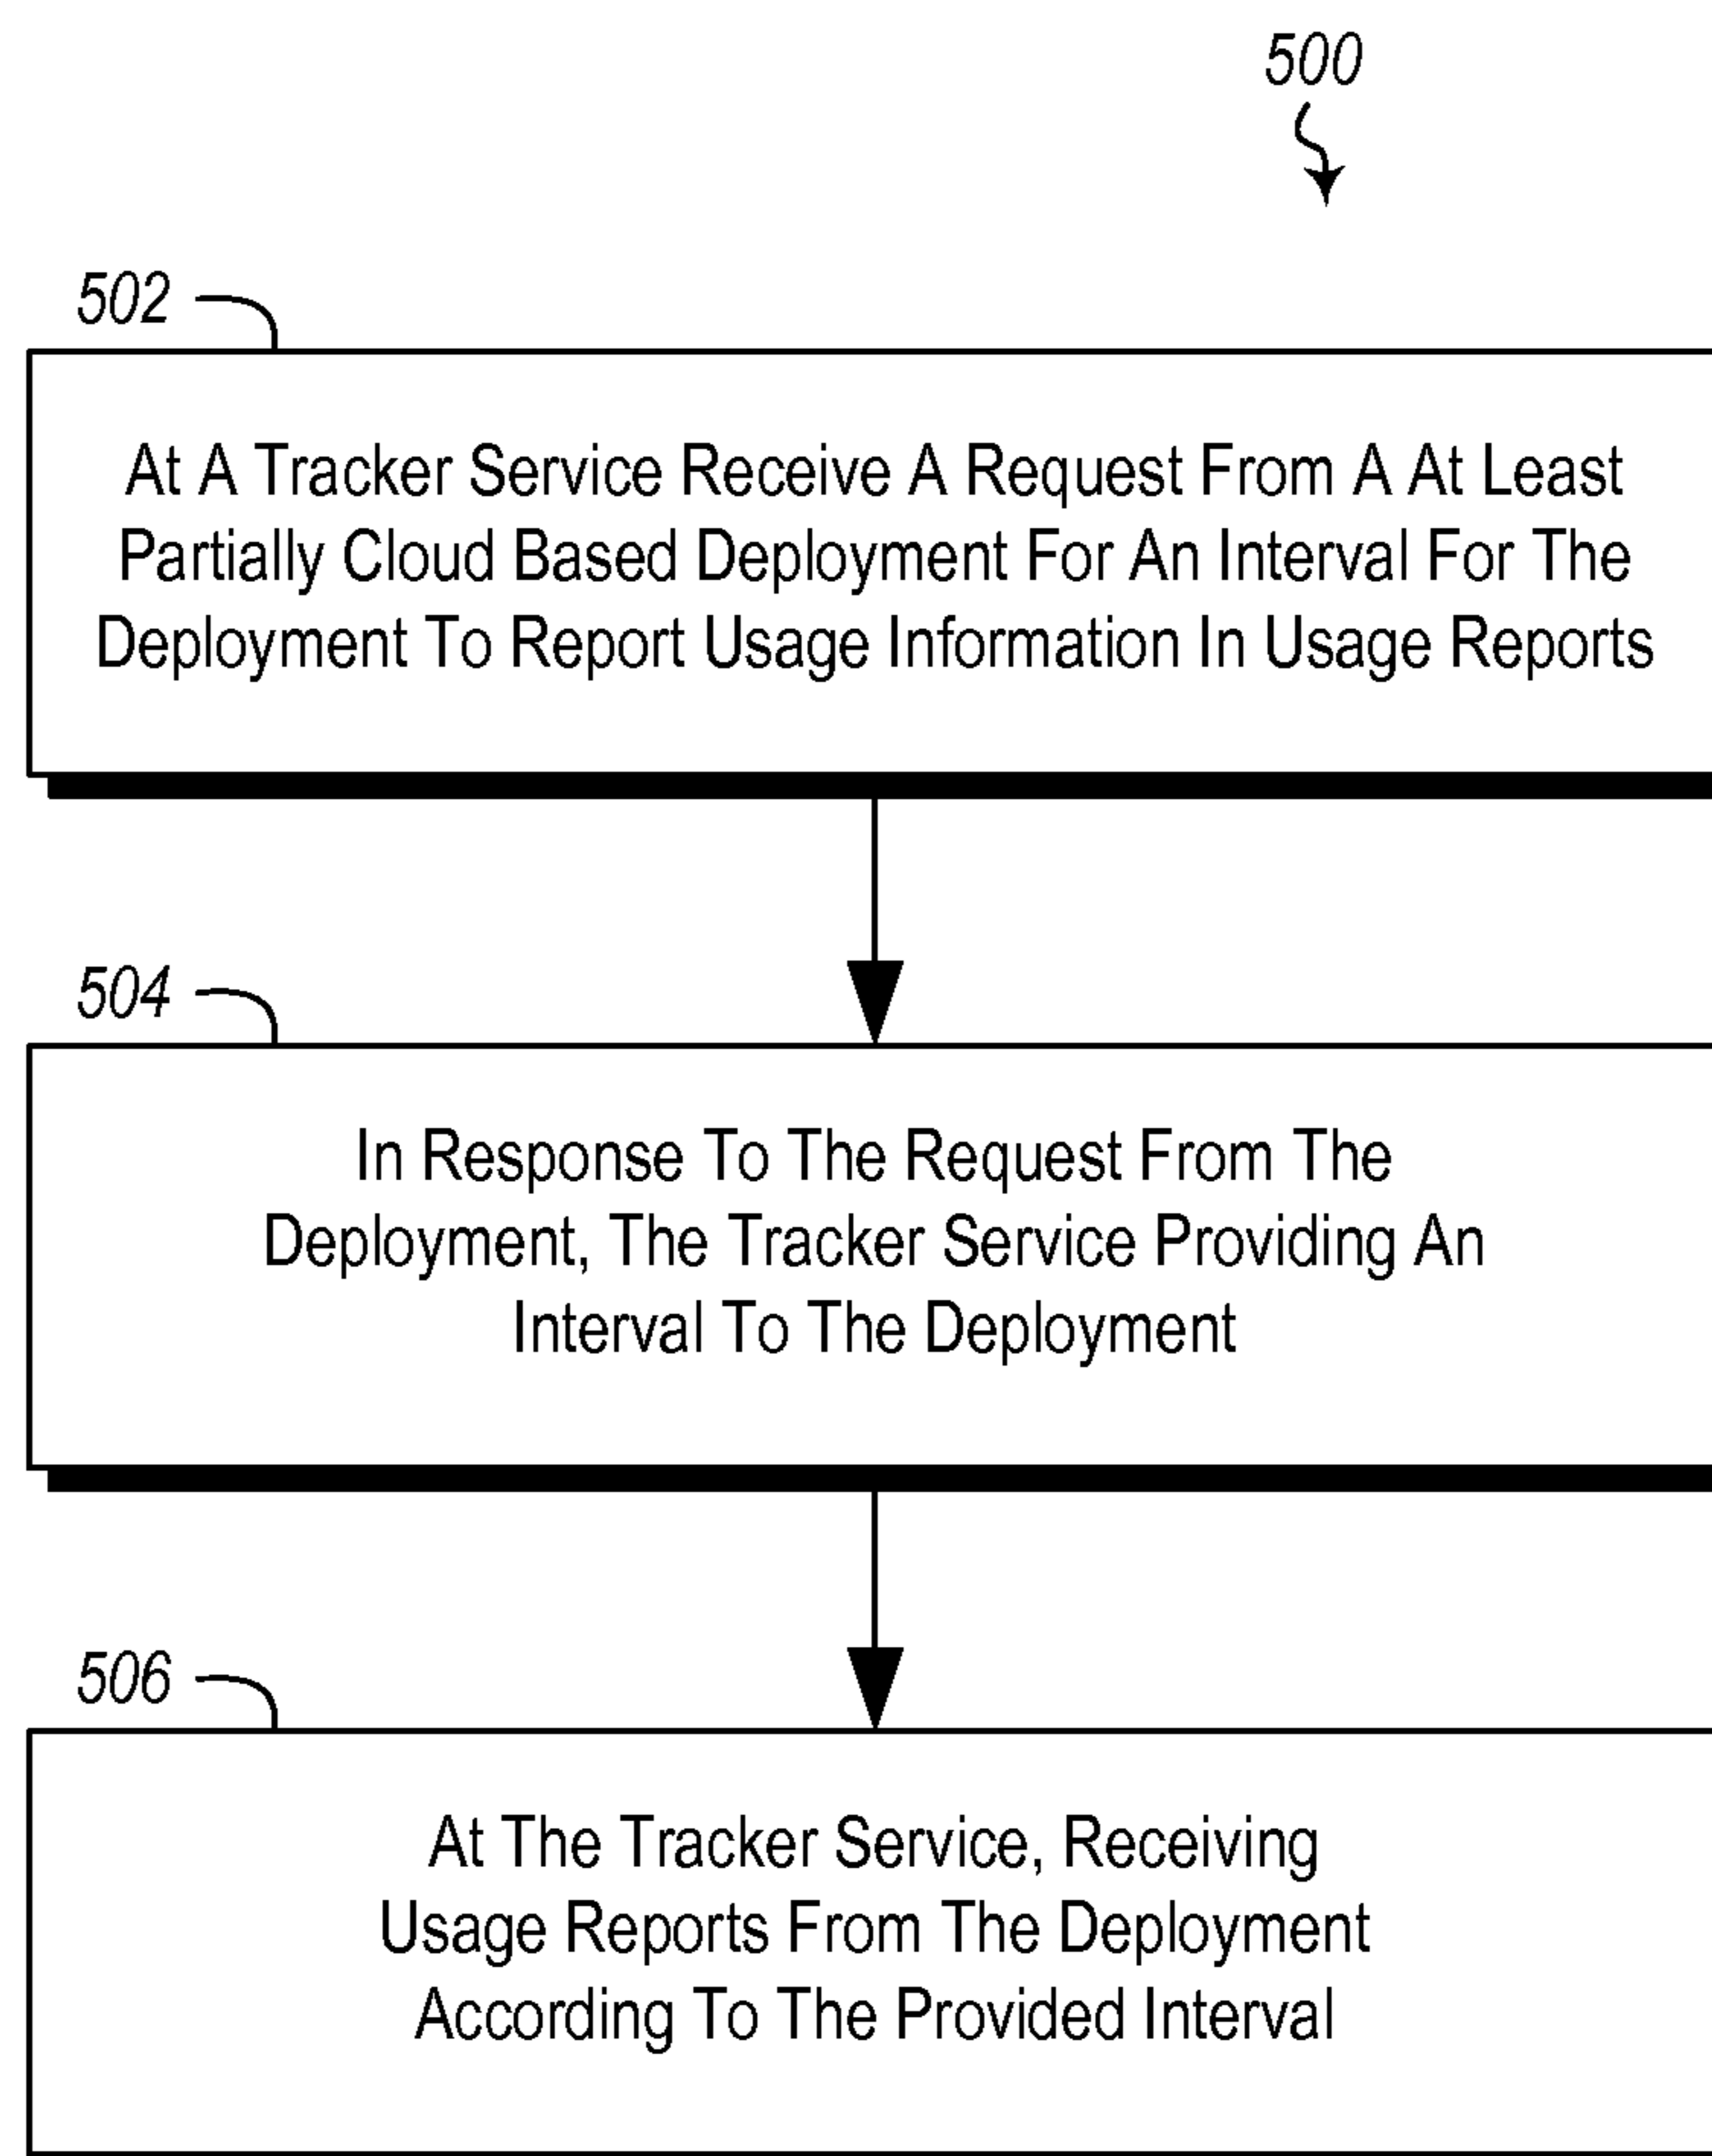 500
502
At A Tracker Service Receive A Request From A At Least
Partially Cloud Based Deployment For An Interval For The
Deployment To Report Usage Information In Usage Reports
504
In Response To The Request From The
Deployment, The Tracker Service Providing An
Interval To The Deployment
506
At The Tracker Service, Receiving
Usage Reports From The Deployment
According To The Provided Interval